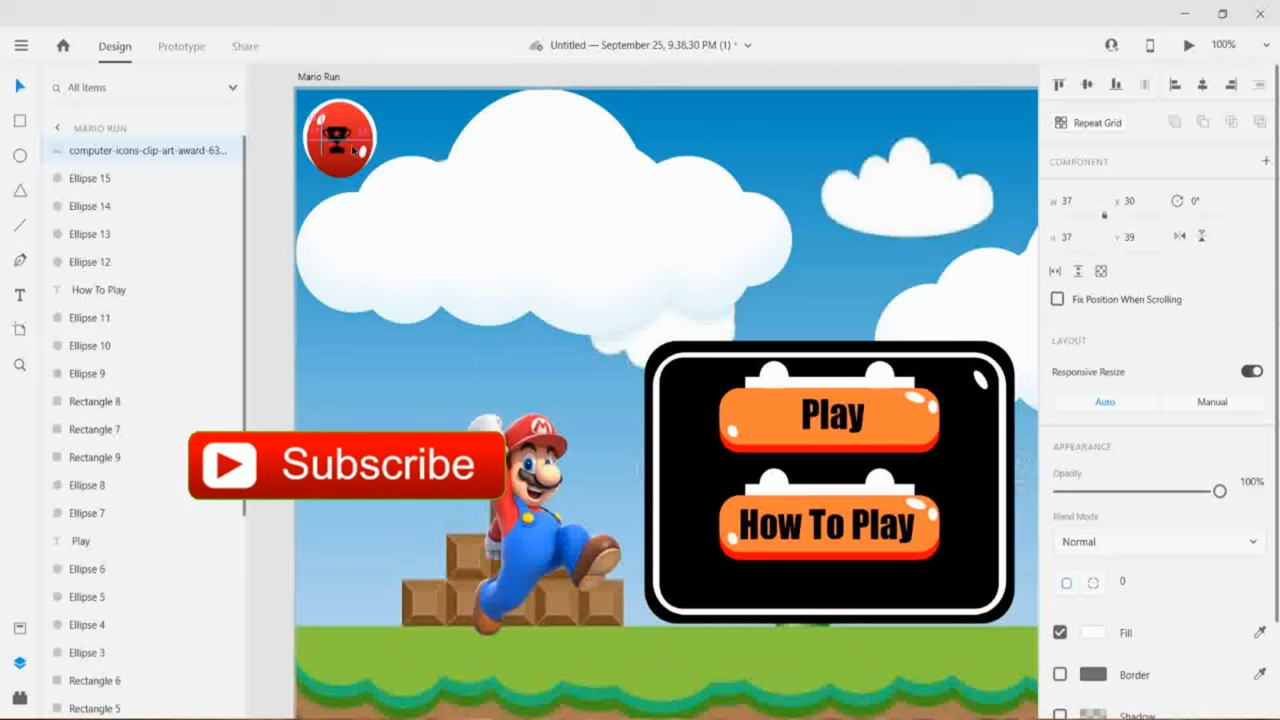 Design
Prototype
Share
Untitled — September 25, 9.38.30 PM (1) *
100%
All Items
MARIO RUN
computer-icons-clip-art-award-63...
Ellipse 15
Ellipse 14
Ellipse 13
Ellipse 12
T How To Play
Ellipse 11
Ellipse 10
Ellipse 9
Rectangle 8
Rectangle 7
Rectangle 9
Ellipse 8
Ellipse 7
T Play
Ellipse 6
Ellipse 5
Ellipse 4
Ellipse 3
Rectangle 6
Rectangle 5
Mario Run
M
Play
How To Play
Subscribe
Repeat Grid
COMPONENT
W 37
X 30
0°
H 37
Y 39
Fix Position When Scrolling
LAYOUT
Responsive Resize
Auto
Manual
APPEARANCE
Opacity
100%
Blend Mode
Normal
0
Fill
Border
Shadow